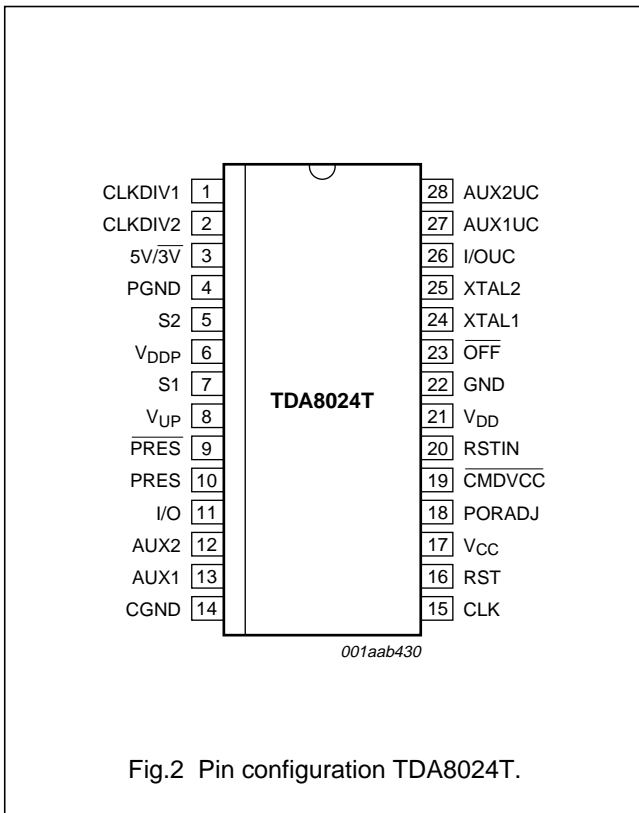 CLKDIV1 1
CLKDIV2 2
5V/3V̅ 3
PGND 4
S2 5
VDDP 6
S1 7
VUP 8
P̅R̅E̅S̅ 9
PRES 10
I/O 11
AUX2 12
AUX1 13
CGND 14
TDA8024T
28 AUX2UC
27 AUX1UC
26 I/OUC
25 XTAL2
24 XTAL1
23 O̅F̅F̅
22 GND
21 VDD
20 RSTIN
19 C̅M̅D̅V̅C̅C̅
18 PORADJ
17 VCC
16 RST
15 CLK
001aab430
Fig.2 Pin configuration TDA8024T.